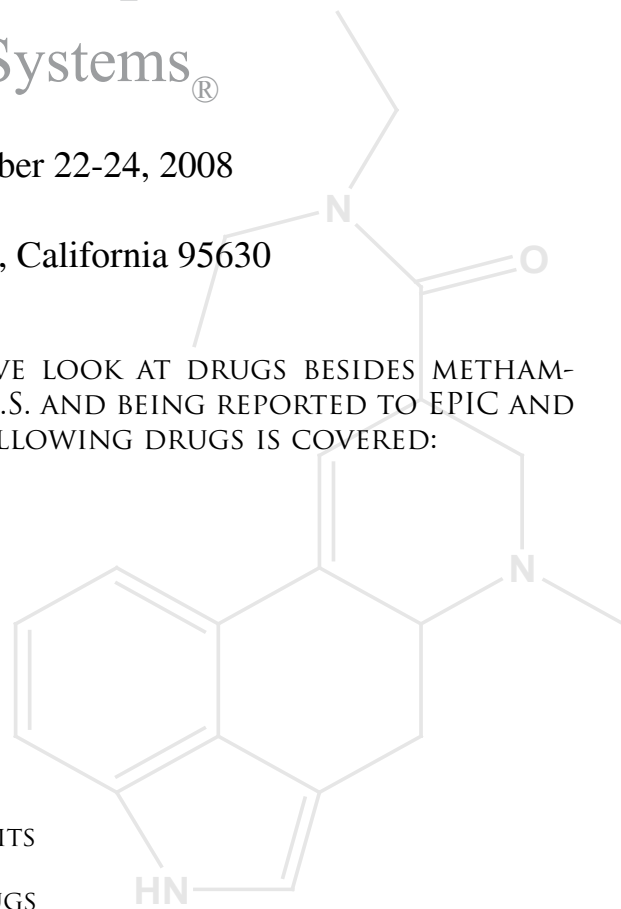 Systems®
ber 22-24, 2008
N
O
, California 95630
VE LOOK AT DRUGS BESIDES METHAM-
.S. AND BEING REPORTED TO EPIC AND
LLOWING DRUGS IS COVERED:
N
ITS
HN
UGS